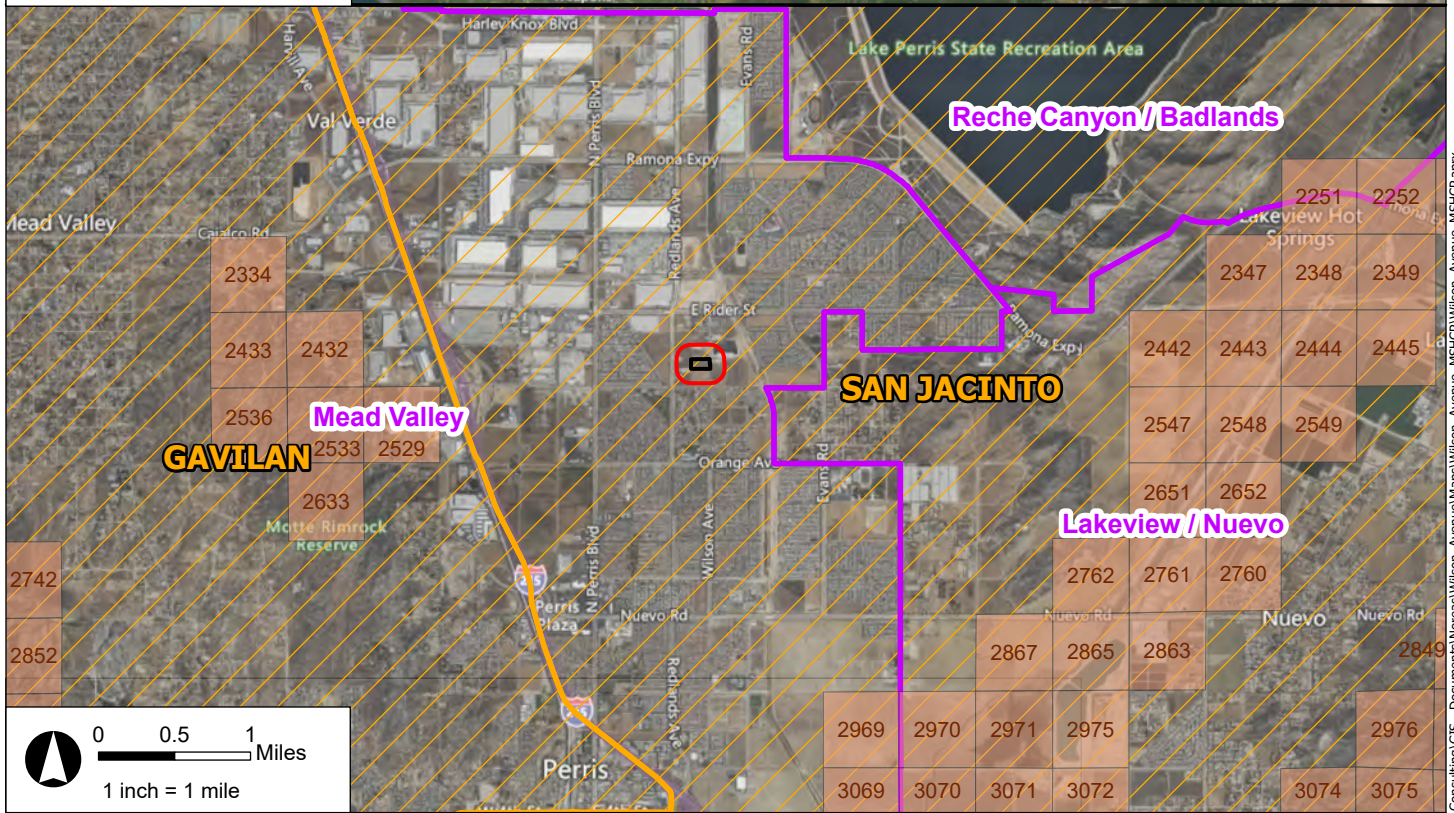 Harley Knox Blvd
Evans Rd
Lake Perris State Recreation Area
Harvill Ave
Val Verde
N Perris Blvd
Reche Canyon / Badlands
Ramona Expy
2251
2252
Mead Valley
Cajalco Rd
Redlands Ave
Lakeview Hot
Springs
2334
2347
2348
2349
E Rider St
Ramona Expy
2433
2432
2442
2443
2444
2445
SAN JACINTO
2536
Mead Valley
2533
2529
GAVILAN
2547
2548
2549
Orange Ave
Evans Rd
2633
2651
2652
Motte Rimrock
Reserve
Wilson Ave
Lakeview / Nuevo
N Perris Blvd
2742
2762
2761
2760
Perris
Plaza
Nuevo Rd
Nuevo Rd
Nuevo
Nuevo Rd
2852
2867
2865
2863
2849
Redlands Ave
2969
2970
2971
2975
2976
0 0.5 1
Miles
1 inch = 1 mile
Perris
3069
3070
3071
3072
3074
3075